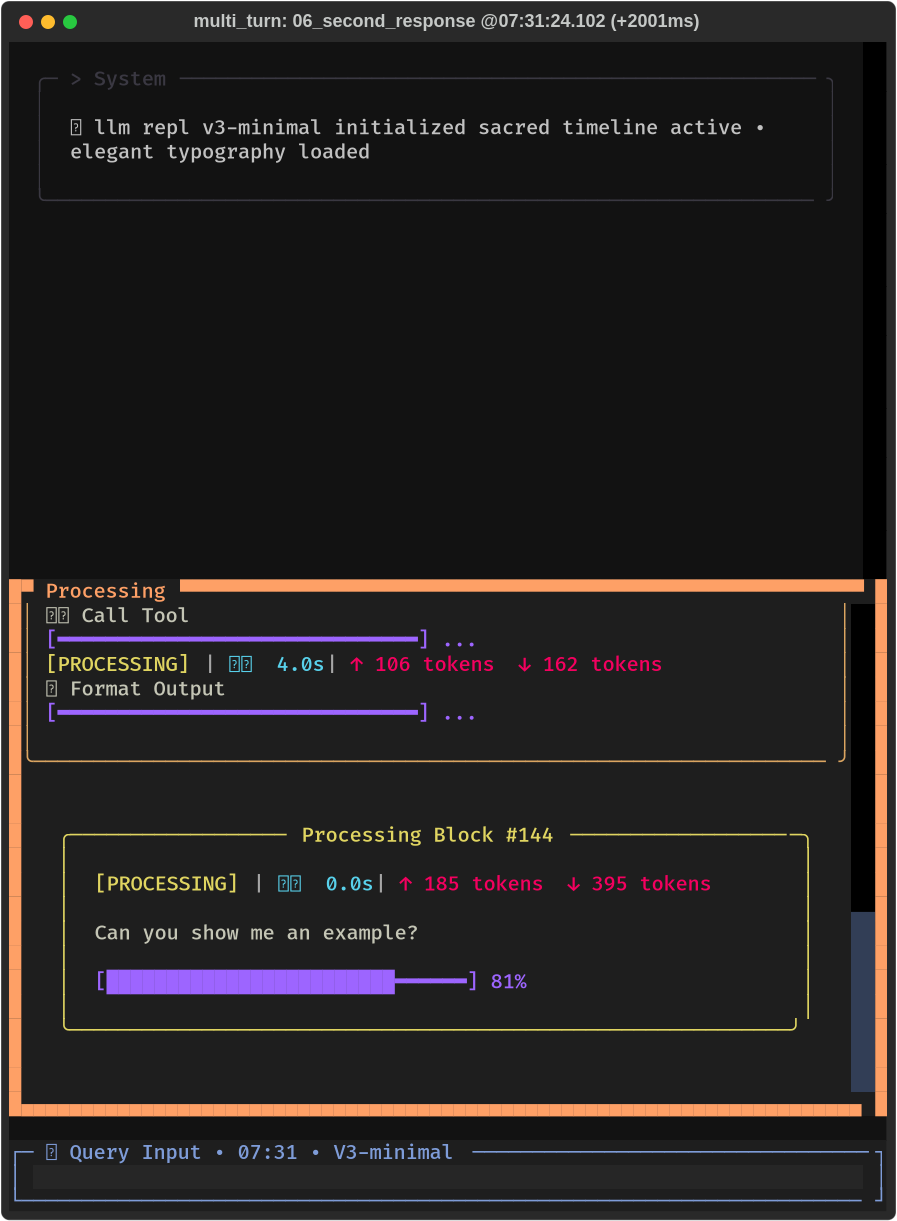 multi_turn: 06_second_response @07:31:24.102 (+2001ms)
> System
llm repl v3-minimal initialized sacred timeline active •
elegant typography loaded
Processing
Call Tool
[━━━━━━━━━━━━━━━━━━━━━━━━━━━━━━] ...
[PROCESSING] | 4.0s| ↑ 106 tokens ↓ 162 tokens
Format Output
[━━━━━━━━━━━━━━━━━━━━━━━━━━━━━━] ...
Processing Block #144
[PROCESSING] | 0.0s| ↑ 185 tokens ↓ 395 tokens
Can you show me an example?
[████████████████████████━━━━━━] 81%
Query Input • 07:31 • V3-minimal